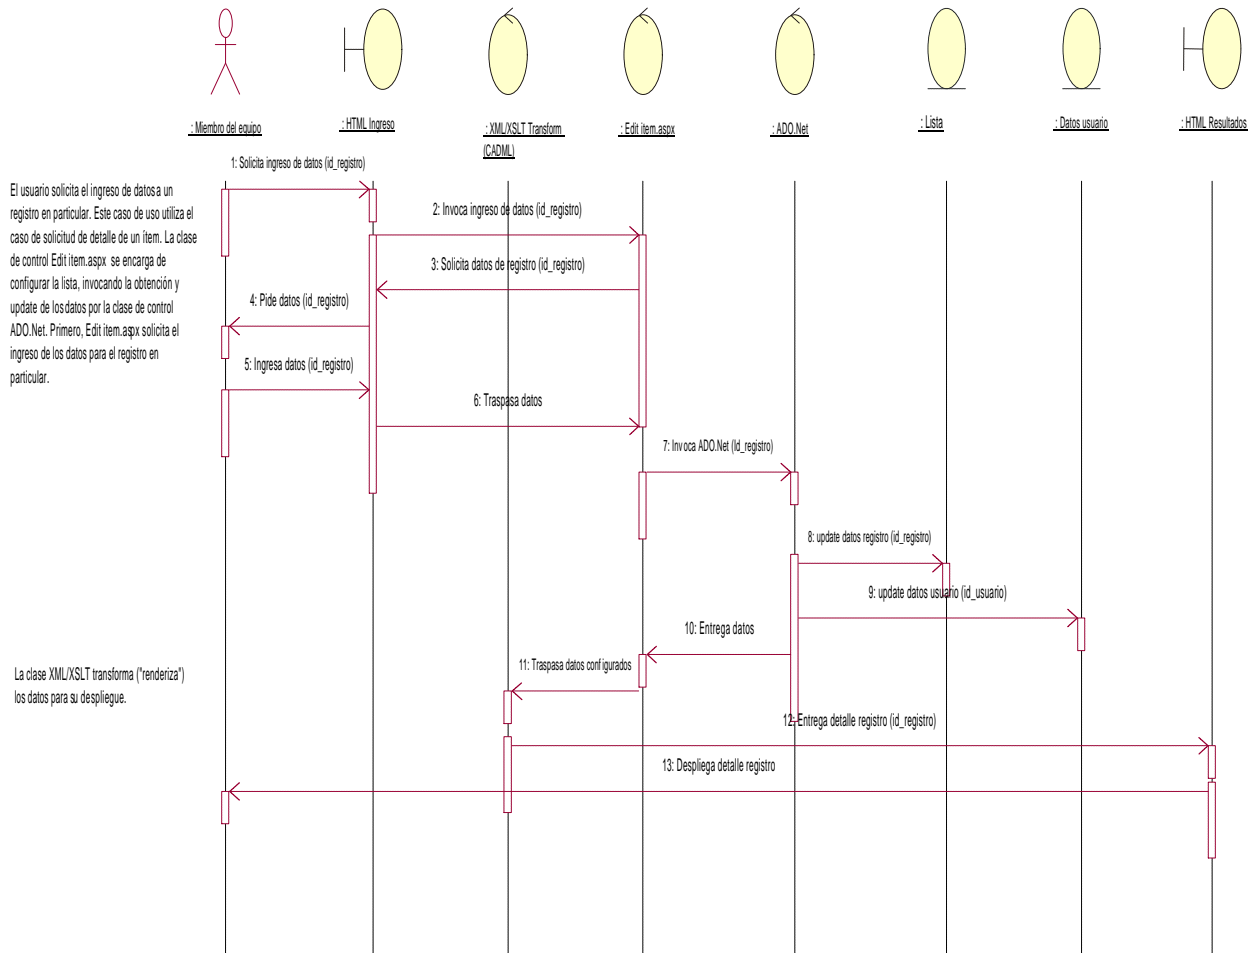 : Miembro del equipo
: HTML Ingreso
: XML/XSLT Transform
(CADML)
: Edit item.aspx
: ADO.Net
: Lista
: Datos usuario
: HTML Resultados
1: Solicita ingreso de datos (id_registro)
El usuario solicita el ingreso de datos a un
registro en particular. Este caso de uso utiliza el
caso de solicitud de detalle de un ítem. La clase
de control Edit item.aspx se encarga de
configurar la lista, invocando la obtención y
update de los datos por la clase de control
ADO.Net. Primero, Edit item.aspx solicita el
ingreso de los datos para el registro en
particular.
2: Invoca ingreso de datos (id_registro)
3: Solicita datos de registro (id_registro)
4: Pide datos (id_registro)
5: Ingresa datos (id_registro)
6: Traspasa datos
7: Invoca ADO.Net (Id_registro)
8: update datos registro (id_registro)
9: update datos usuario (id_usuario)
10: Entrega datos
11: Traspasa datos configurados
La clase XML/XSLT transforma ("renderiza")
los datos para su despliegue.
12: Entrega detalle registro (id_registro)
13: Despliega detalle registro